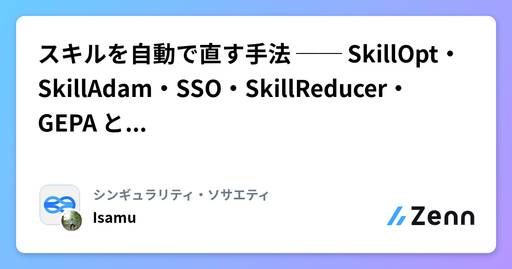 スキルを自動で直す手法 ── SkillOpt・
SkillAdam・SSO・SkillReducer・
GEPA と...
シンギュラリティ・ソサエティ
Isamu
Zenn